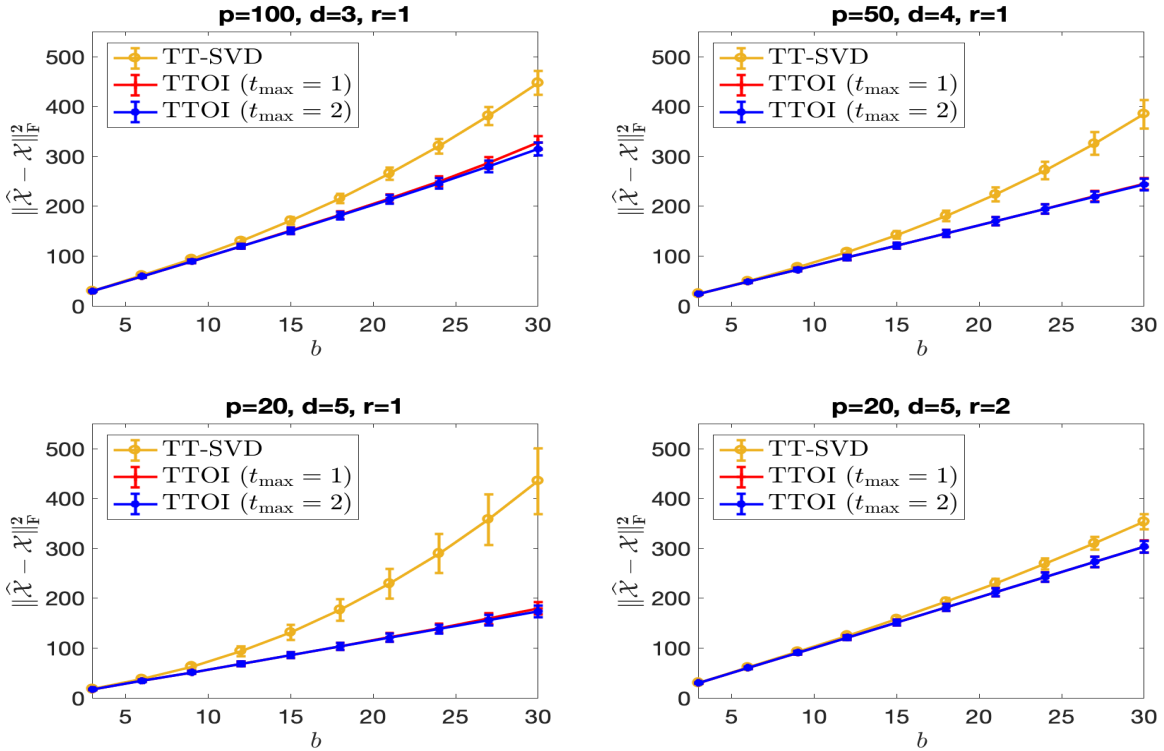 p=100, d=3, r=1
500
400
300
200
100
0
‖X̂ − X‖²_F
TT-SVD
TTOI (t_max = 1)
TTOI (t_max = 2)
5 10 15 20 25 30
b
p=50, d=4, r=1
500
400
300
200
100
0
‖X̂ − X‖²_F
TT-SVD
TTOI (t_max = 1)
TTOI (t_max = 2)
5 10 15 20 25 30
b
p=20, d=5, r=1
500
400
300
200
100
0
‖X̂ − X‖²_F
TT-SVD
TTOI (t_max = 1)
TTOI (t_max = 2)
5 10 15 20 25 30
b
p=20, d=5, r=2
500
400
300
200
100
0
‖X̂ − X‖²_F
TT-SVD
TTOI (t_max = 1)
TTOI (t_max = 2)
5 10 15 20 25 30
b